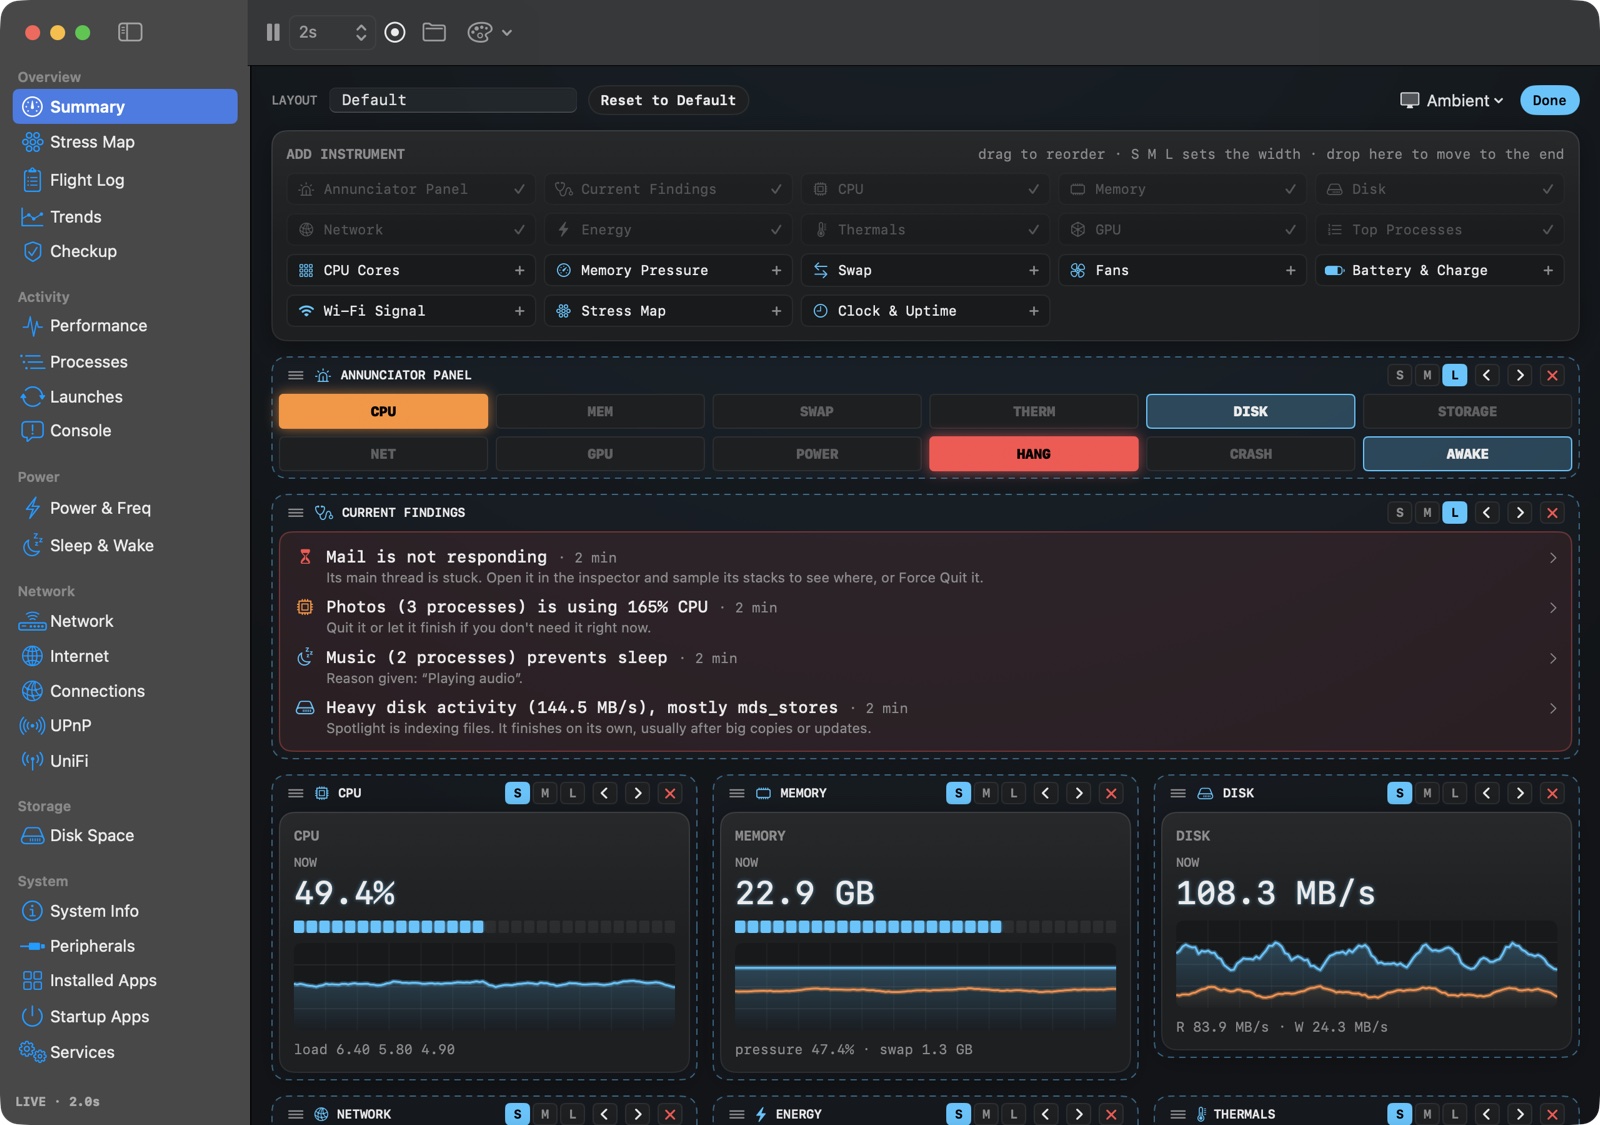 2s
Overview
Summary
Stress Map
Flight Log
Trends
Checkup
Activity
Performance
Processes
Launches
Console
Power
Power & Freq
Sleep & Wake
Network
Network
Internet
Connections
UPnP
UniFi
Storage
Disk Space
System
System Info
Peripherals
Installed Apps
Startup Apps
Services
LIVE · 2.0s
LAYOUT Default Reset to Default Ambient Done
ADD INSTRUMENT drag to reorder · S M L sets the width · drop here to move to the end
Annunciator Panel Current Findings CPU Memory Disk
Network Energy Thermals GPU Top Processes
CPU Cores Memory Pressure Swap Fans Battery & Charge
Wi-Fi Signal Stress Map Clock & Uptime
ANNUNCIATOR PANEL S M L
CPU MEM SWAP THERM DISK STORAGE
NET GPU POWER HANG CRASH AWAKE
CURRENT FINDINGS S M L
Mail is not responding · 2 min
Its main thread is stuck. Open it in the inspector and sample its stacks to see where, or Force Quit it.
Photos (3 processes) is using 165% CPU · 2 min
Quit it or let it finish if you don't need it right now.
Music (2 processes) prevents sleep · 2 min
Reason given: “Playing audio”.
Heavy disk activity (144.5 MB/s), mostly mds_stores · 2 min
Spotlight is indexing files. It finishes on its own, usually after big copies or updates.
CPU S M L
CPU
NOW
49.4%
load 6.40 5.80 4.90
MEMORY S M L
MEMORY
NOW
22.9 GB
pressure 47.4% · swap 1.3 GB
DISK S M L
DISK
NOW
108.3 MB/s
R 83.9 MB/s · W 24.3 MB/s
NETWORK S M L
ENERGY S M L
THERMALS S M L